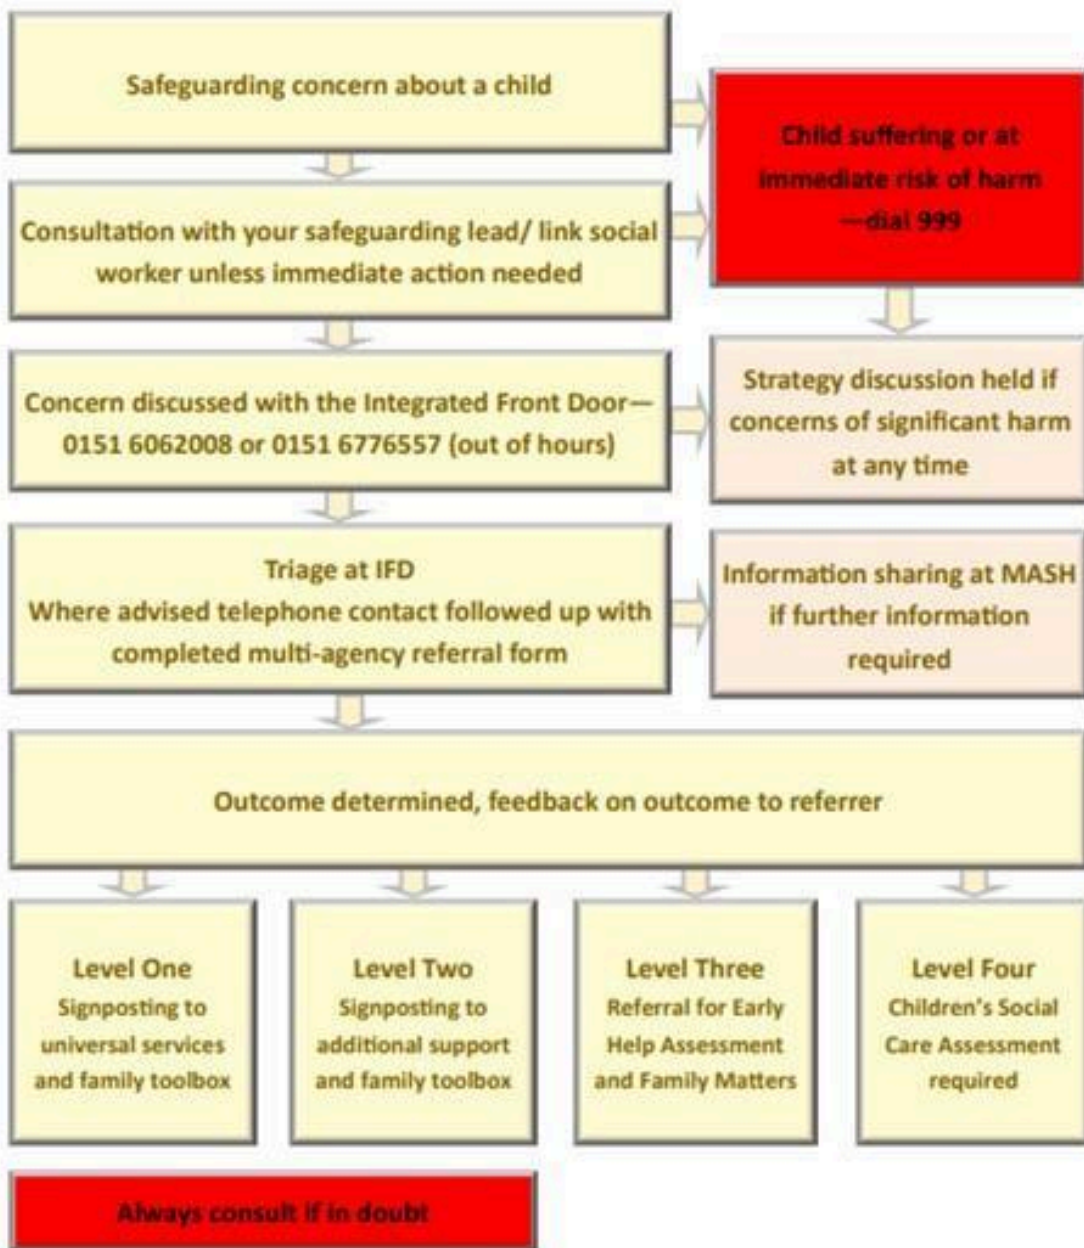 Safeguarding concern about a child
Child suffering or at
immediate risk of harm
—dial 999
Consultation with your safeguarding lead/ link social
worker unless immediate action needed
Concern discussed with the Integrated Front Door—
0151 6062008 or 0151 6776557 (out of hours)
Strategy discussion held if
concerns of significant harm
at any time
Triage at IFD
Where advised telephone contact followed up with
completed multi-agency referral form
Information sharing at MASH
if further information
required
Outcome determined, feedback on outcome to referrer
Level One
Signposting to
universal services
and family toolbox
Level Two
Signposting to
additional support
and family toolbox
Level Three
Referral for Early
Help Assessment
and Family Matters
Level Four
Children's Social
Care Assessment
required
Always consult if in doubt